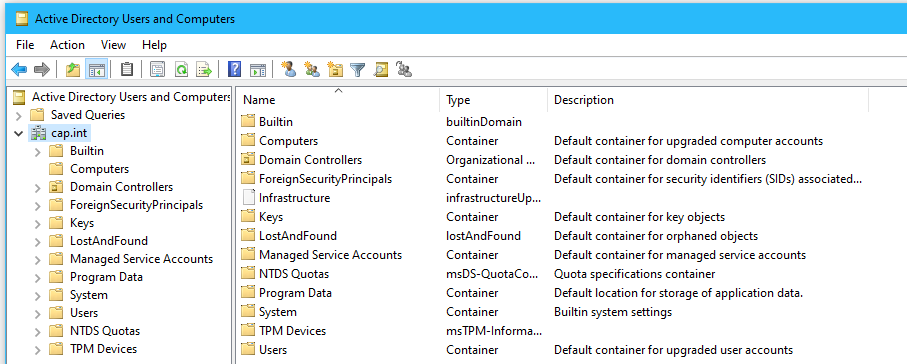 Active Directory Users and Computers
File Action View Help
Active Directory Users and Computers
Saved Queries
cap.int
Builtin
Computers
Domain Controllers
ForeignSecurityPrincipals
Keys
LostAndFound
Managed Service Accounts
Program Data
System
Users
NTDS Quotas
TPM Devices
Name Type Description
Builtin builtinDomain
Computers Container Default container for upgraded computer accounts
Domain Controllers Organizational ... Default container for domain controllers
ForeignSecurityPrincipals Container Default container for security identifiers (SIDs) associated...
Infrastructure infrastructureUp...
Keys Container Default container for key objects
LostAndFound lostAndFound Default container for orphaned objects
Managed Service Accounts Container Default container for managed service accounts
NTDS Quotas msDS-QuotaCo... Quota specifications container
Program Data Container Default location for storage of application data.
System Container Builtin system settings
TPM Devices msTPM-Informa...
Users Container Default container for upgraded user accounts